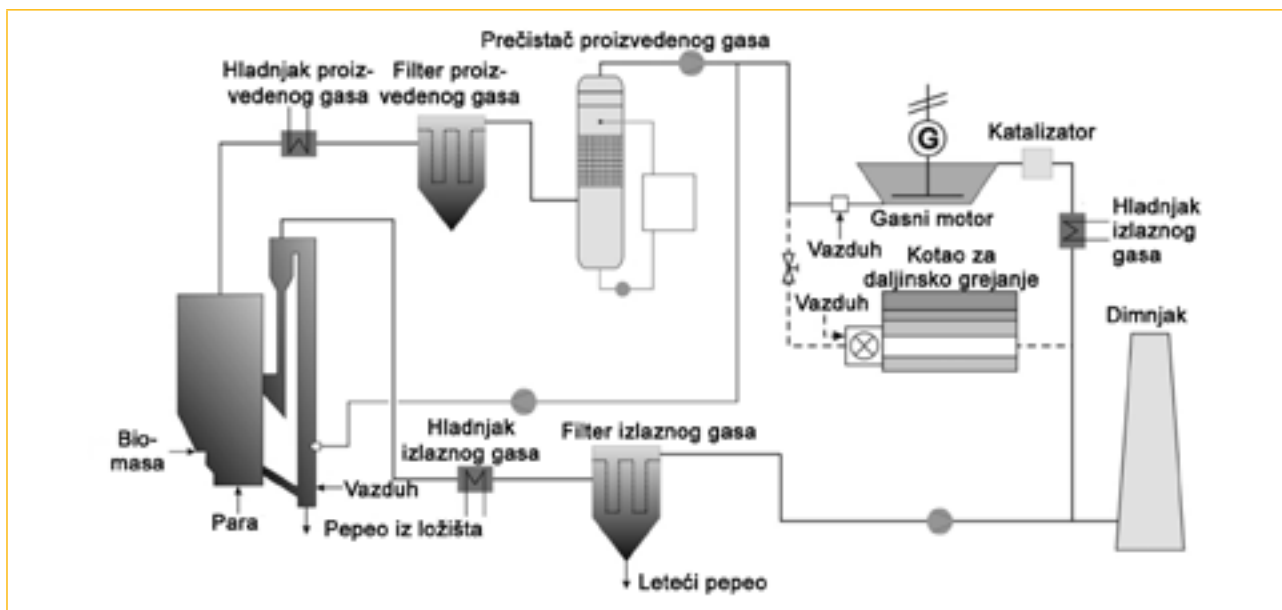 Prečistač proizvedenog gasa
Hladnjak proiz-
vedenog gasa
Filter proiz-
vedenog gasa
G
Katalizator
Gasni motor
Hladnjak
izlaznog
gasa
Vazduh
Kotao za
daljinsko grejanje
Vazduh
Dimnjak
Bio-
masa
Para
Vazduh
Pepeo iz ložišta
Hladnjak
izlaznog gasa
Filter izlaznog gasa
Leteći pepeo